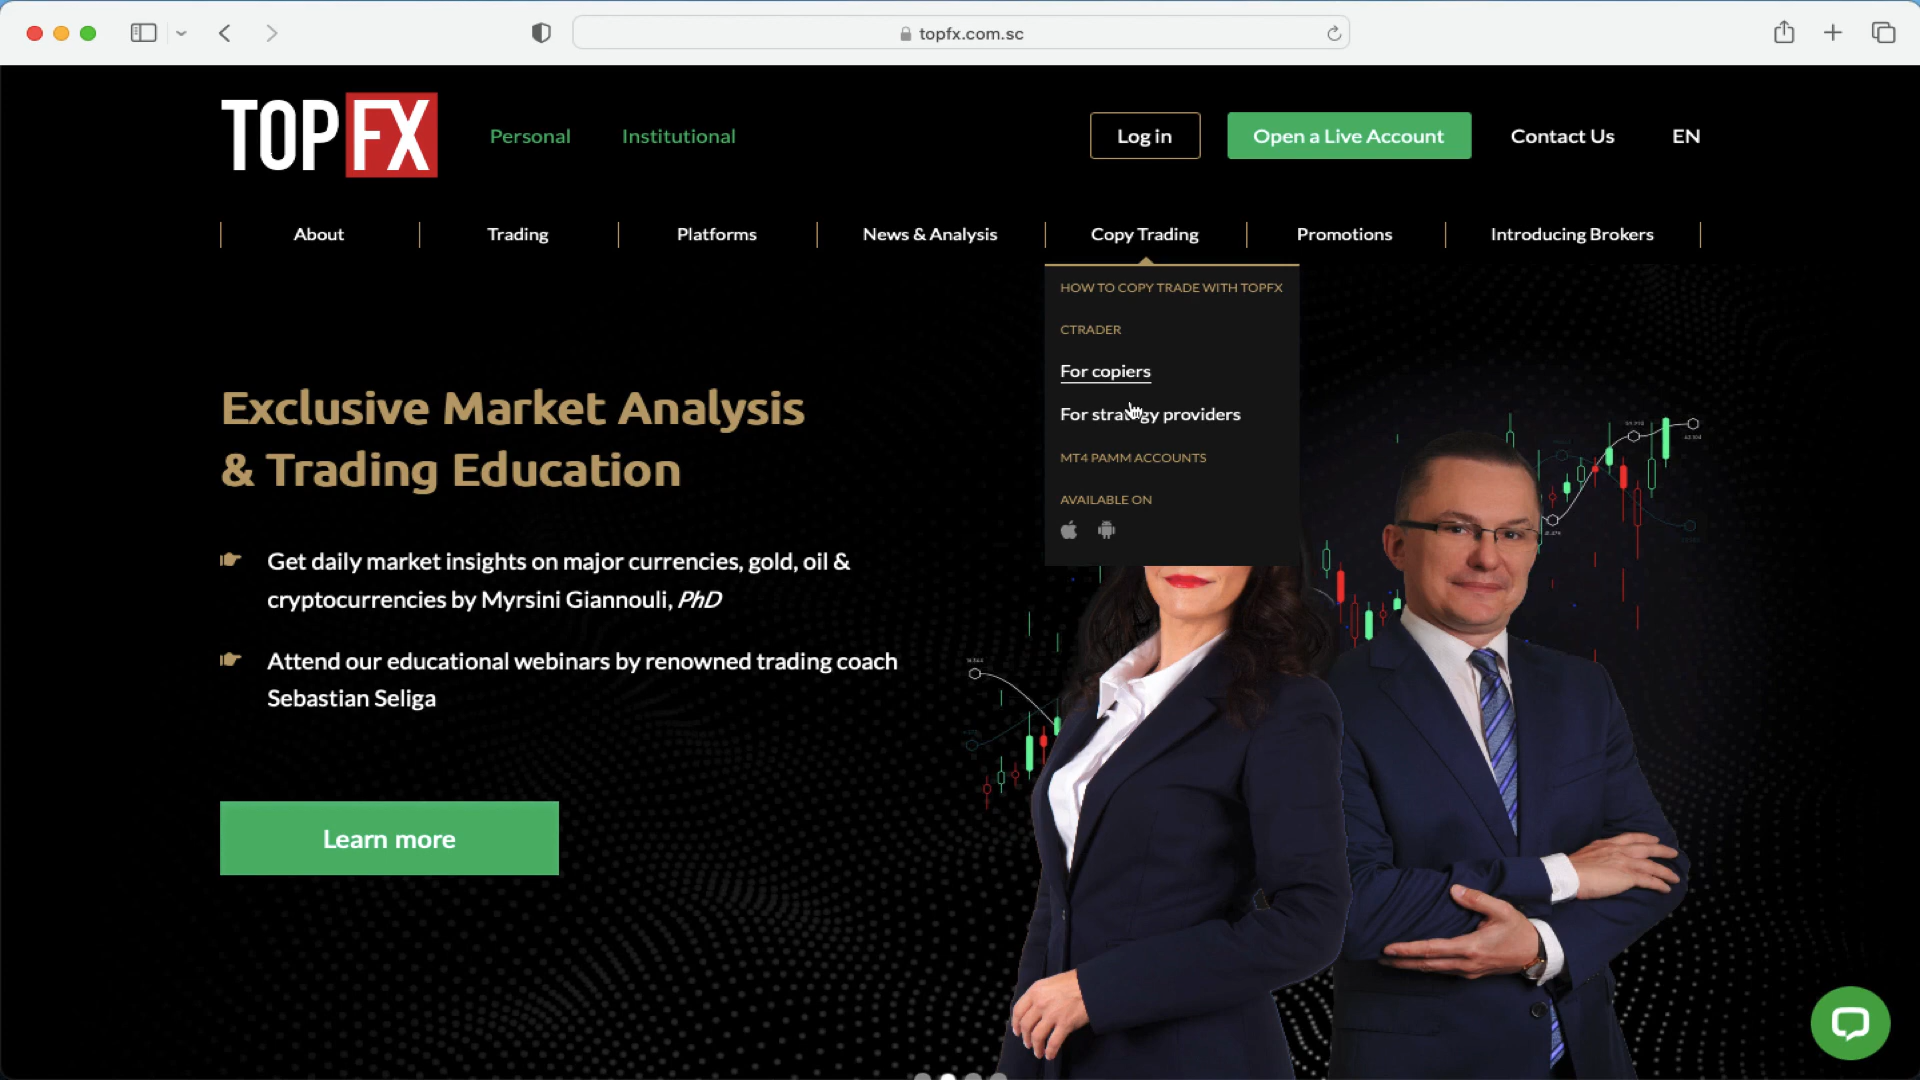 topfx.com.sc
TOPFX
Personal
Institutional
Log in
Open a Live Account
Contact Us
EN
About
Trading
Platforms
News & Analysis
Copy Trading
Promotions
Introducing Brokers
HOW TO COPY TRADE WITH TOPFX
CTRADER
For copiers
For strategy providers
MT4 PAMM ACCOUNTS
AVAILABLE ON
Exclusive Market Analysis
& Trading Education
Get daily market insights on major currencies, gold, oil &
cryptocurrencies by Myrsini Giannouli, PhD
Attend our educational webinars by renowned trading coach
Sebastian Seliga
Learn more